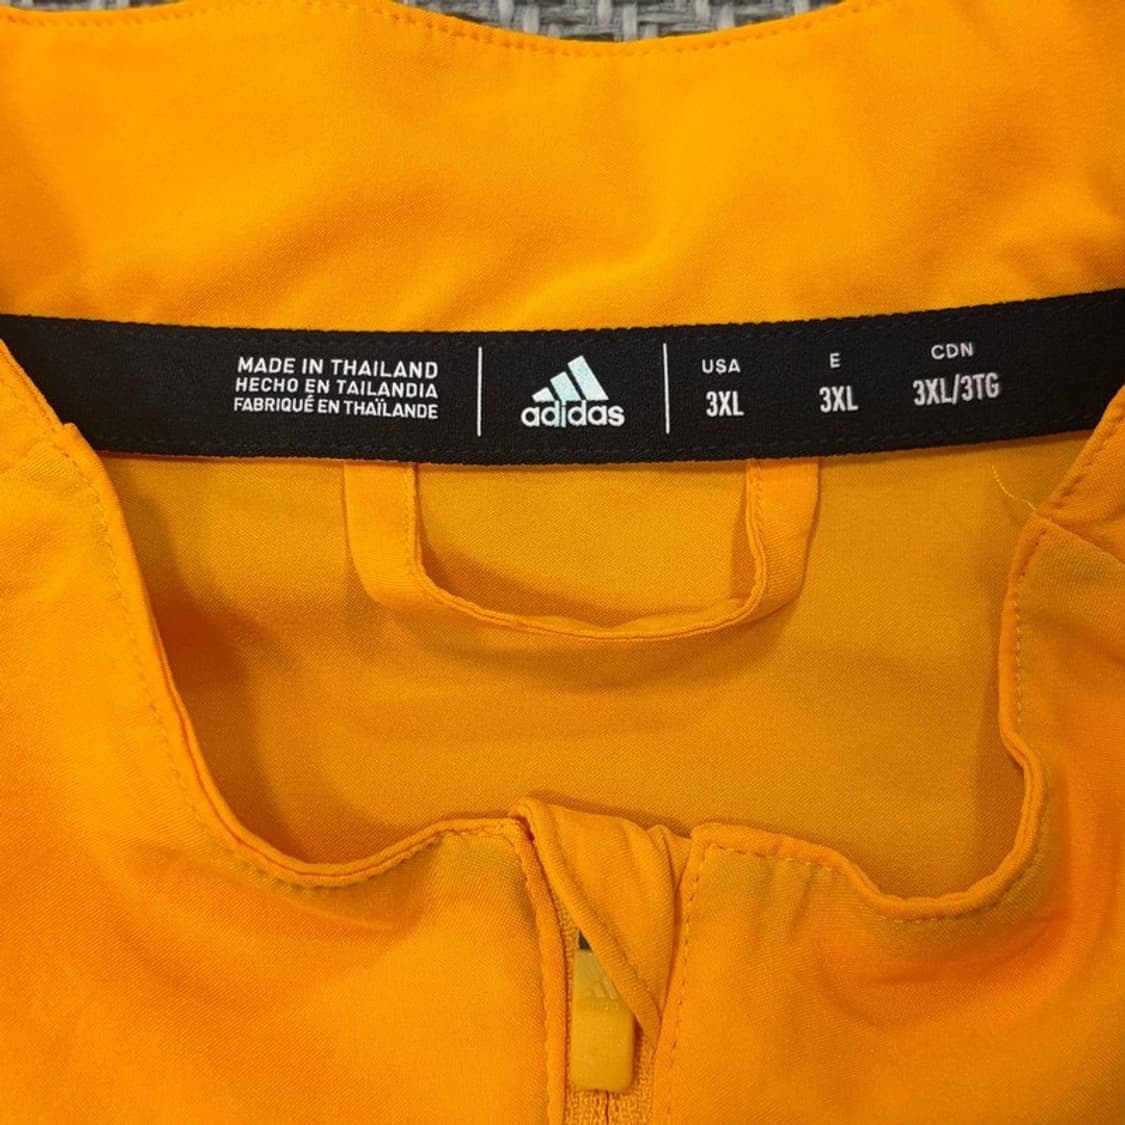 MADE IN THAILAND
HECHO EN TAILANDIA
FABRIQUÉ EN THAÏLANDE
adidas
USA E CDN
3XL 3XL 3XL/3TG